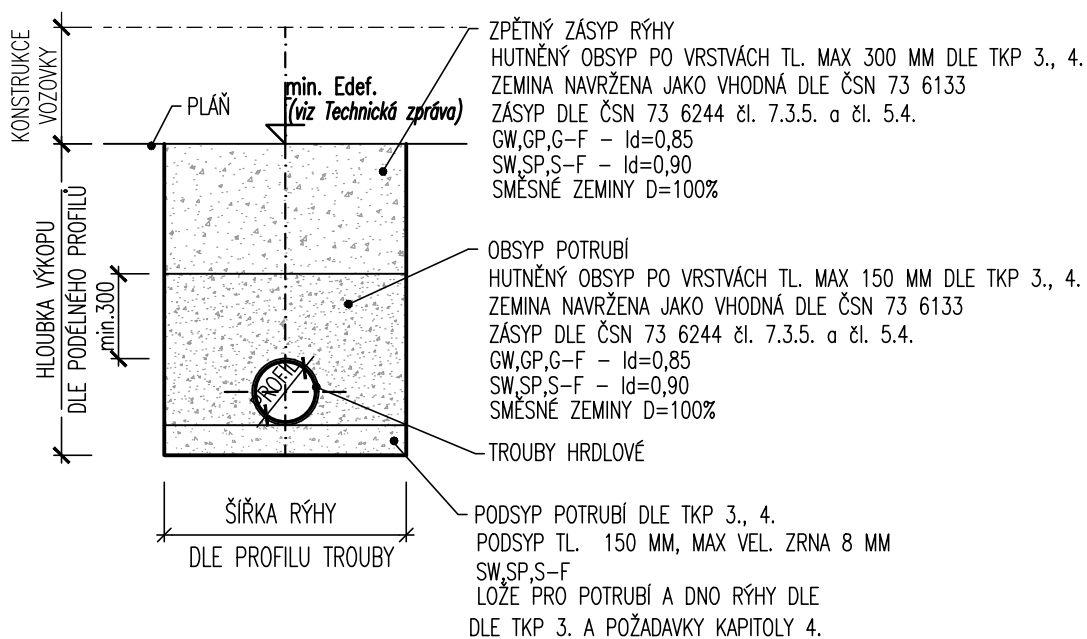 KONSTRUKCE
VOZOVKY
PLÁŇ
min. Edef.
(viz Technická zpráva)
HLOUBKA VÝKOPU
DLE PODÉLNÉHO PROFILŮ
min.300
PROFIL
ŠÍŘKA RÝHY
DLE PROFILU TROUBY
ZPĚTNÝ ZÁSYP RÝHY
HUTNĚNÝ OBSYP PO VRSTVÁCH TL. MAX 300 MM DLE TKP 3., 4.
ZEMINA NAVRŽENA JAKO VHODNÁ DLE ČSN 73 6133
ZÁSYP DLE ČSN 73 6244 čl. 7.3.5. a čl. 5.4.
GW,GP,G-F - Id=0,85
SW,SP,S-F - Id=0,90
SMĚSNÉ ZEMINY D=100%
OBSYP POTRUBÍ
HUTNĚNÝ OBSYP PO VRSTVÁCH TL. MAX 150 MM DLE TKP 3., 4.
ZEMINA NAVRŽENA JAKO VHODNÁ DLE ČSN 73 6133
ZÁSYP DLE ČSN 73 6244 čl. 7.3.5. a čl. 5.4.
GW,GP,G-F - Id=0,85
SW,SP,S-F - Id=0,90
SMĚSNÉ ZEMINY D=100%
TROUBY HRDLOVÉ
PODSYP POTRUBÍ DLE TKP 3., 4.
PODSYP TL. 150 MM, MAX VEL. ZRNA 8 MM
SW,SP,S-F
LOŽE PRO POTRUBÍ A DNO RÝHY DLE
DLE TKP 3. A POŽADAVKY KAPITOLY 4.